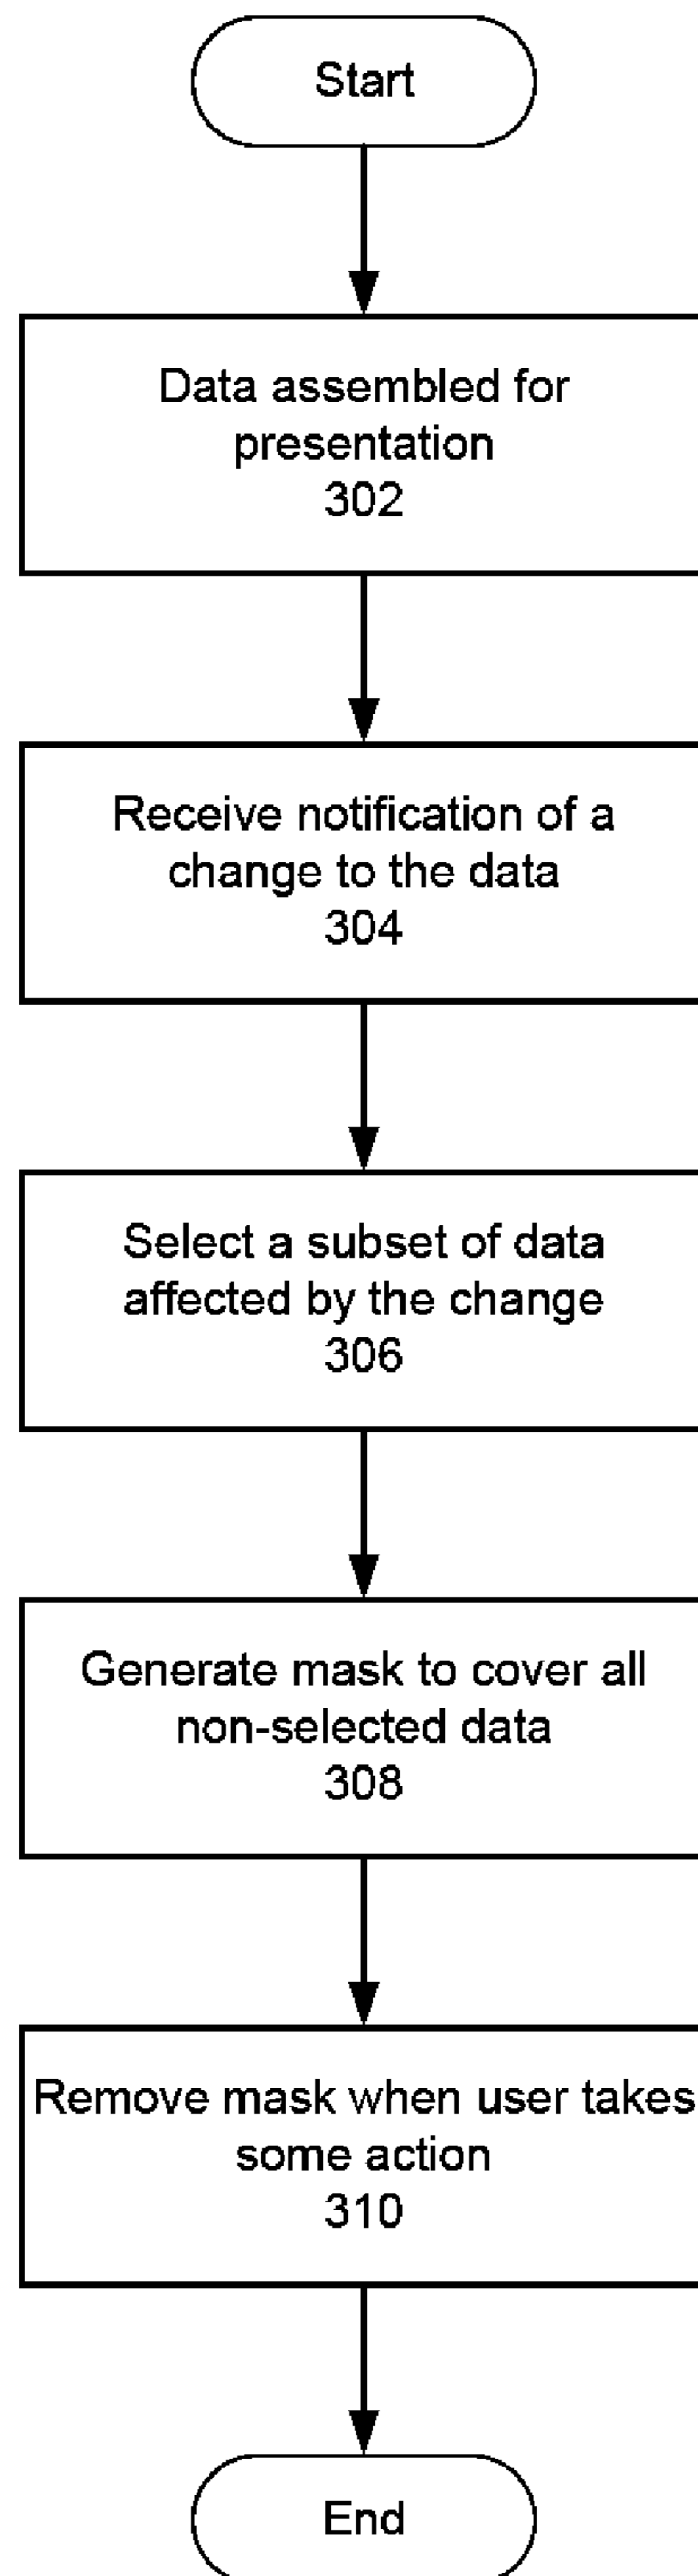 Start
Data assembled for
presentation
302
Receive notification of a
change to the data
304
Select a subset of data
affected by the change
306
Generate mask to cover all
non-selected data
308
Remove mask when user takes
some action
310
End